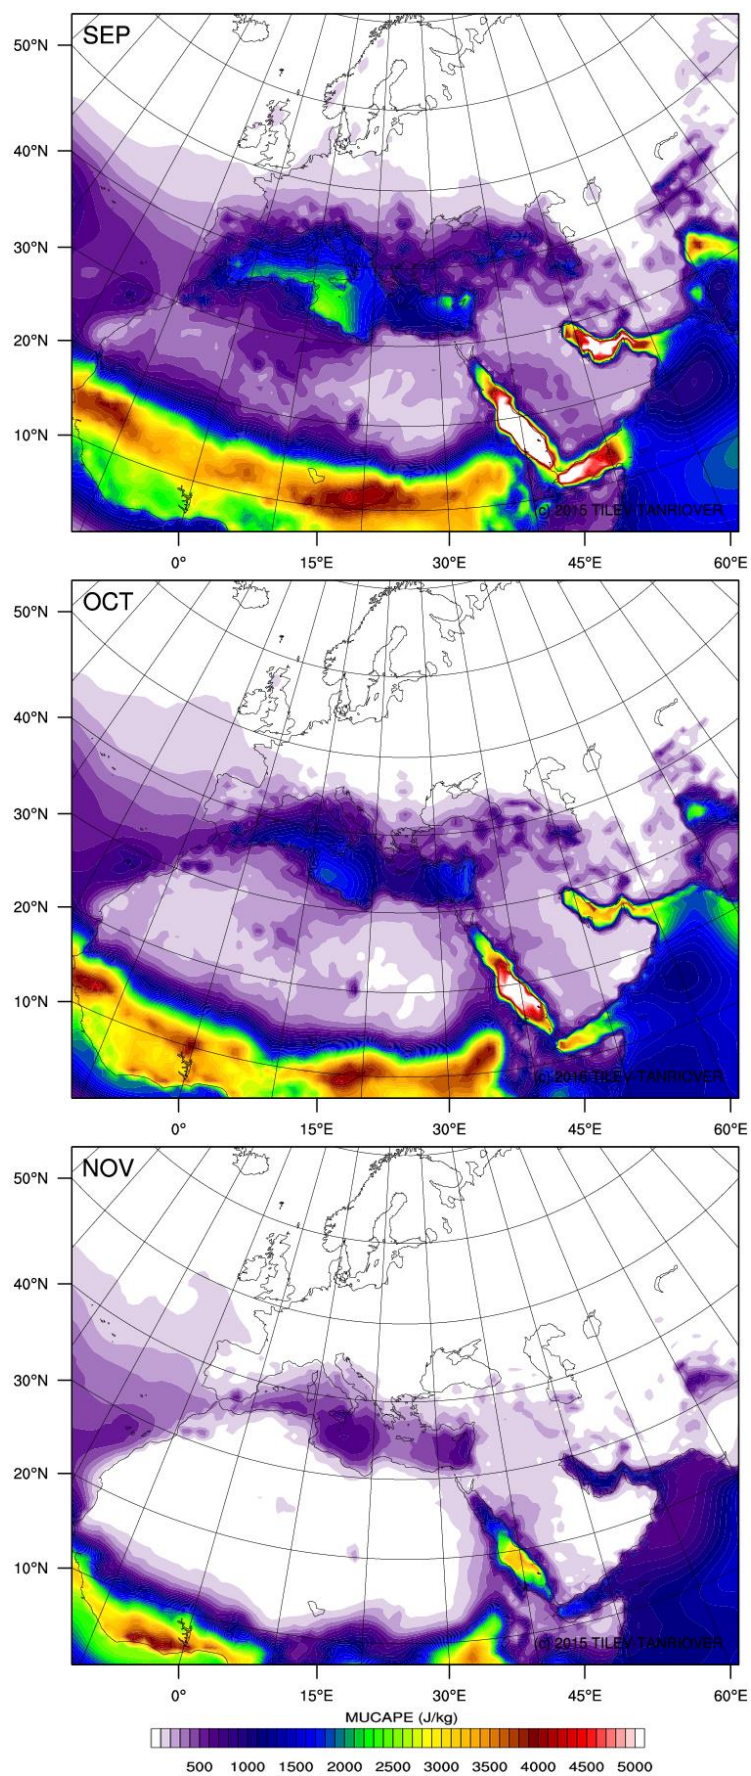 SEP
50°N
40°N
30°N
20°N
10°N
(c) 2015 TILEV-TANRIOVER
0° 15°E 30°E 45°E 60°E
OCT
50°N
40°N
30°N
20°N
10°N
(c) 2015 TILEV-TANRIOVER
0° 15°E 30°E 45°E 60°E
NOV
50°N
40°N
30°N
20°N
10°N
(c) 2015 TILEV-TANRIOVER
0° 15°E 30°E 45°E 60°E
MUCAPE (J/kg)
500 1000 1500 2000 2500 3000 3500 4000 4500 5000